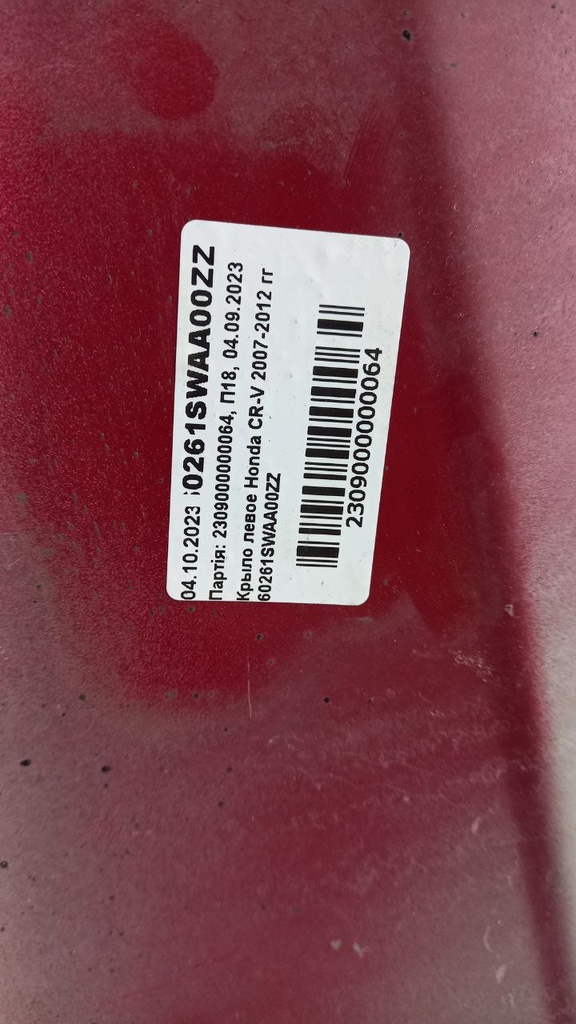 04.10.2023 60261SWAA00ZZ
Партія: 2309000000064, П18, 04.09.2023
Крыло левое Honda CR-V 2007-2012 гг
60261SWAA00ZZ
2309000000064